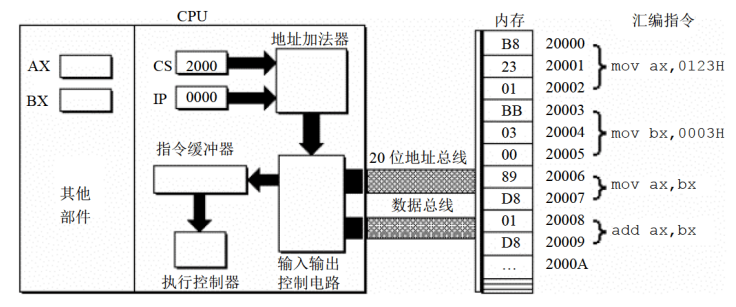 CPU
内存
汇编指令
地址加法器
AX
BX
CS 2000
IP 0000
指令缓冲器
其他
部件
执行控制器
输入输出
控制电路
20 位地址总线
数据总线
B8 20000
23 20001 mov ax,0123H
01 20002
BB 20003
03 20004 mov bx,0003H
00 20005
89 20006
mov ax,bx
D8 20007
01 20008
add ax,bx
D8 20009
… 2000A